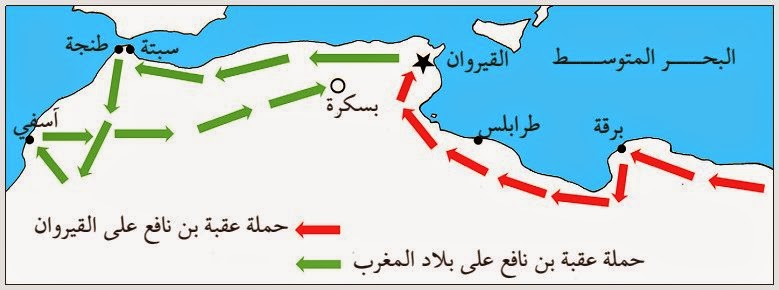 سبتة
طنجة
القيروان
البحر المتوسط
بسكرة
طرابلس
برقة
آسفي
حملة عقبة بن نافع على القيروان
حملة عقبة بن نافع على بلاد المغرب